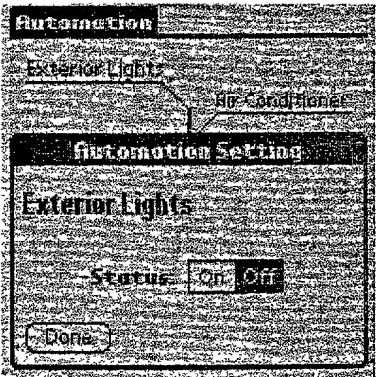 Automation
Exterior Lights
Air Conditioner
Automation Setting
Exterior Lights
Status On Off
Done